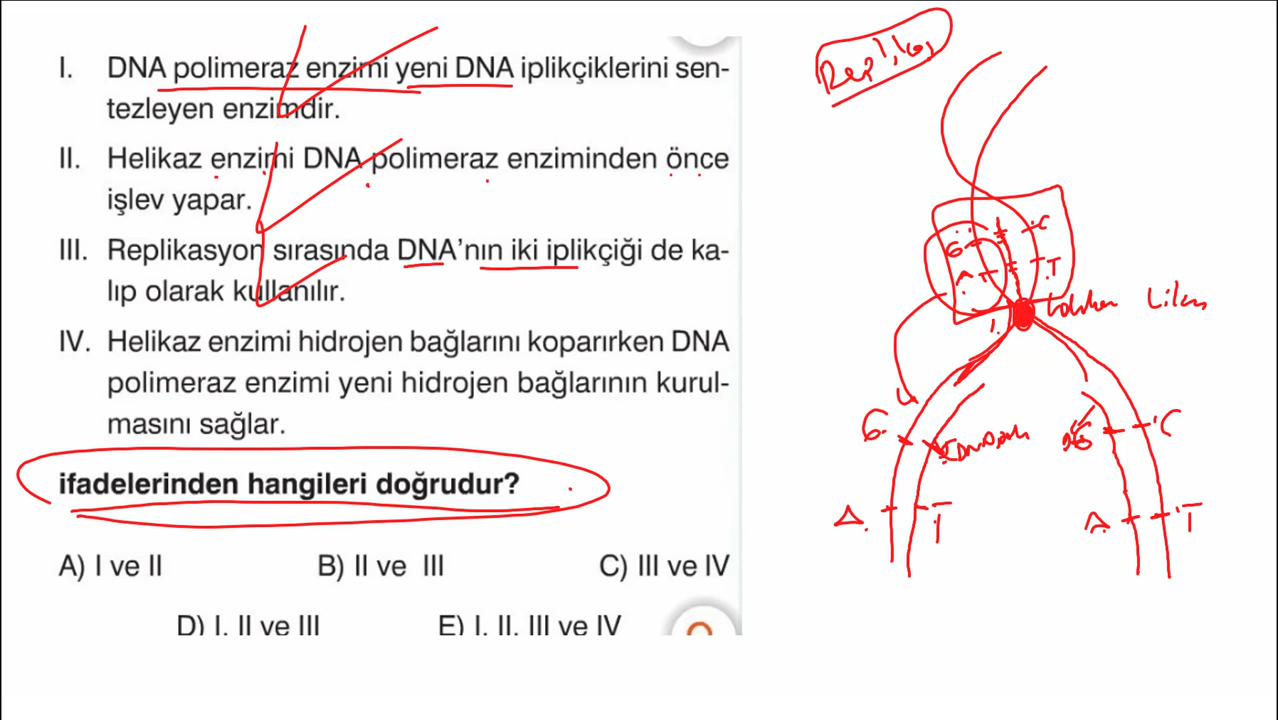 I. DNA polimeraz enzimi yeni DNA iplikçiklerini sen-
tezleyen enzimdir.
II. Helikaz enzimi DNA polimeraz enziminden önce
işlev yapar.
III. Replikasyon sırasında DNA'nın iki iplikçiği de ka-
lıp olarak kullanılır.
IV. Helikaz enzimi hidrojen bağlarını koparırken DNA
polimeraz enzimi yeni hidrojen bağlarının kurul-
masını sağlar.
ifadelerinden hangileri doğrudur?
A) I ve II B) II ve III C) III ve IV
D) I, II ve III E) I, II, III ve IV
G C
A T
G G C
A T A T